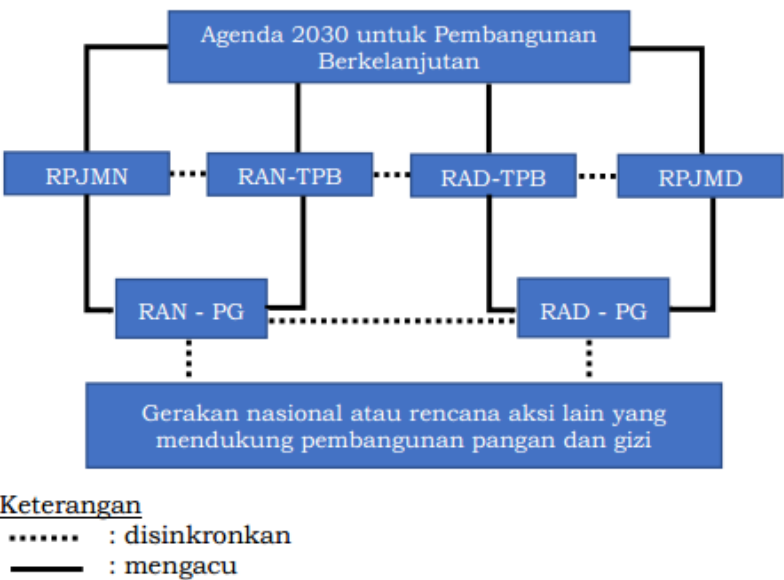 Agenda 2030 untuk Pembangunan
Berkelanjutan
RPJMN
RAN-TPB
RAD-TPB
RPJMD
RAN - PG
RAD - PG
Gerakan nasional atau rencana aksi lain yang
mendukung pembangunan pangan dan gizi
Keterangan
: disinkronkan
: mengacu